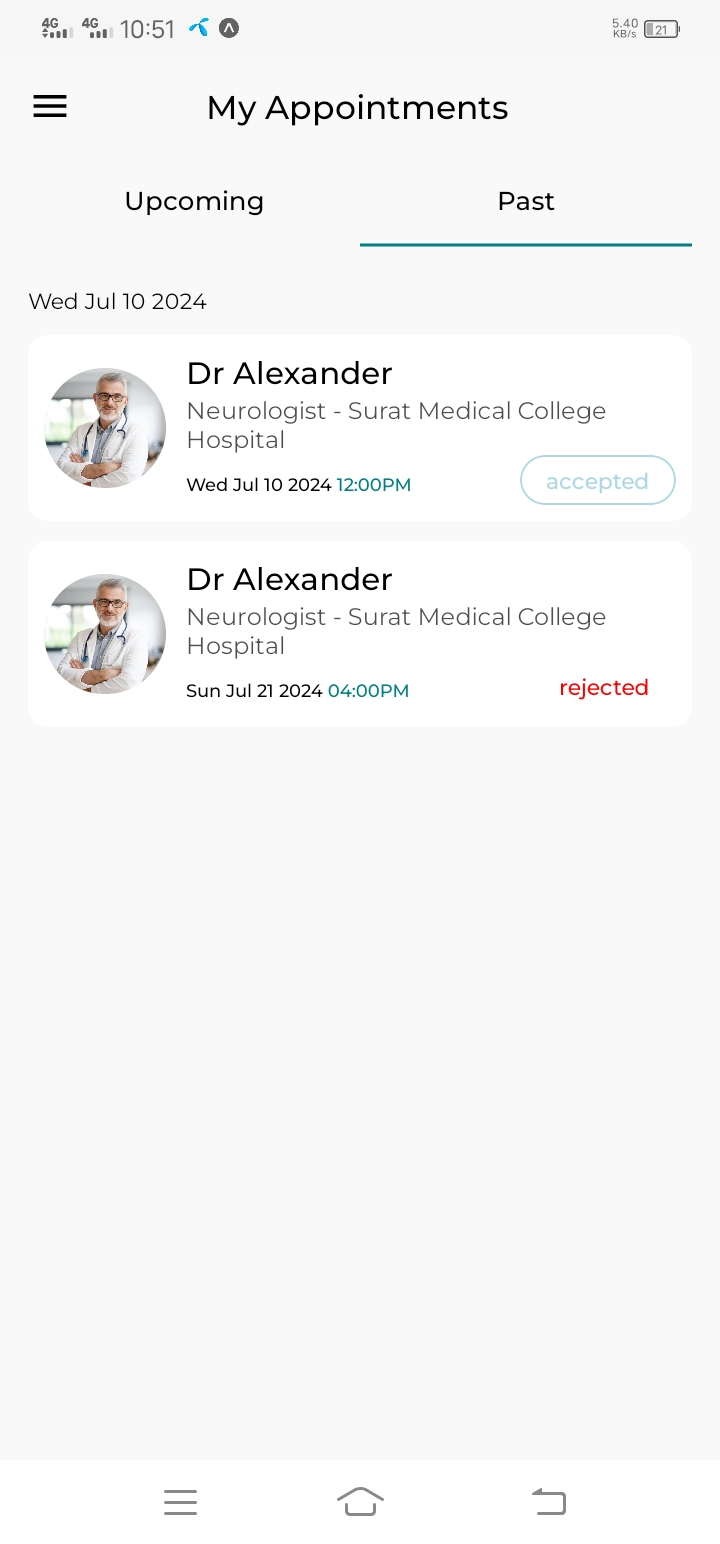 4G 4G 10:51 5.40 KB/s 21
My Appointments
Upcoming Past
Wed Jul 10 2024
Dr Alexander
Neurologist - Surat Medical College
Hospital
Wed Jul 10 2024 12:00PM accepted
Dr Alexander
Neurologist - Surat Medical College
Hospital
Sun Jul 21 2024 04:00PM rejected